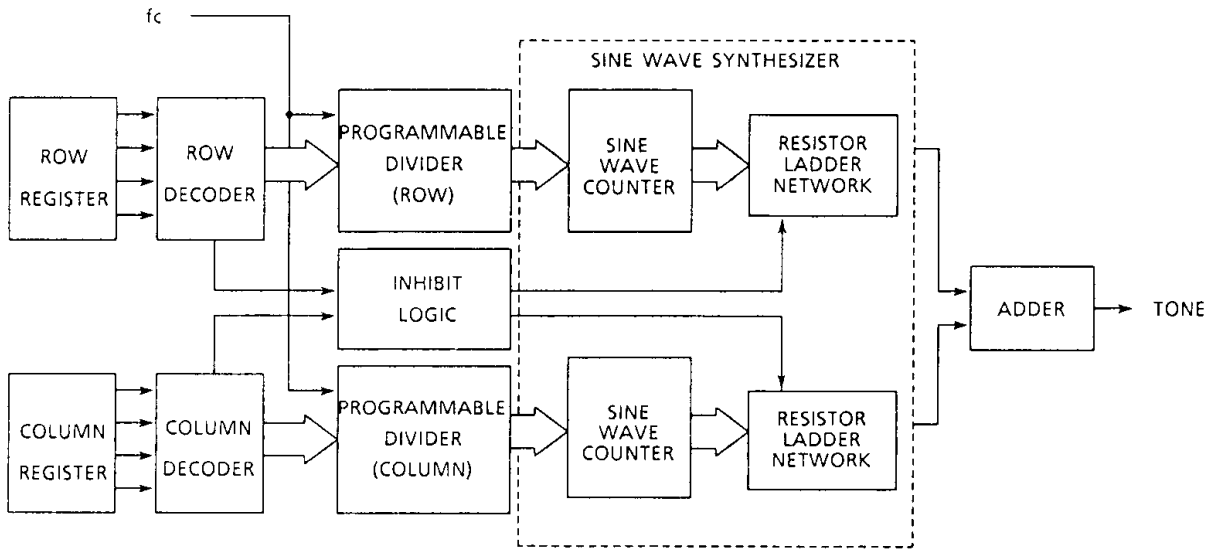 fc
SINE WAVE SYNTHESIZER
ROW
REGISTER
ROW
DECODER
PROGRAMMABLE
DIVIDER
(ROW)
SINE
WAVE
COUNTER
RESISTOR
LADDER
NETWORK
INHIBIT
LOGIC
ADDER
TONE
COLUMN
REGISTER
COLUMN
DECODER
PROGRAMMABLE
DIVIDER
(COLUMN)
SINE
WAVE
COUNTER
RESISTOR
LADDER
NETWORK